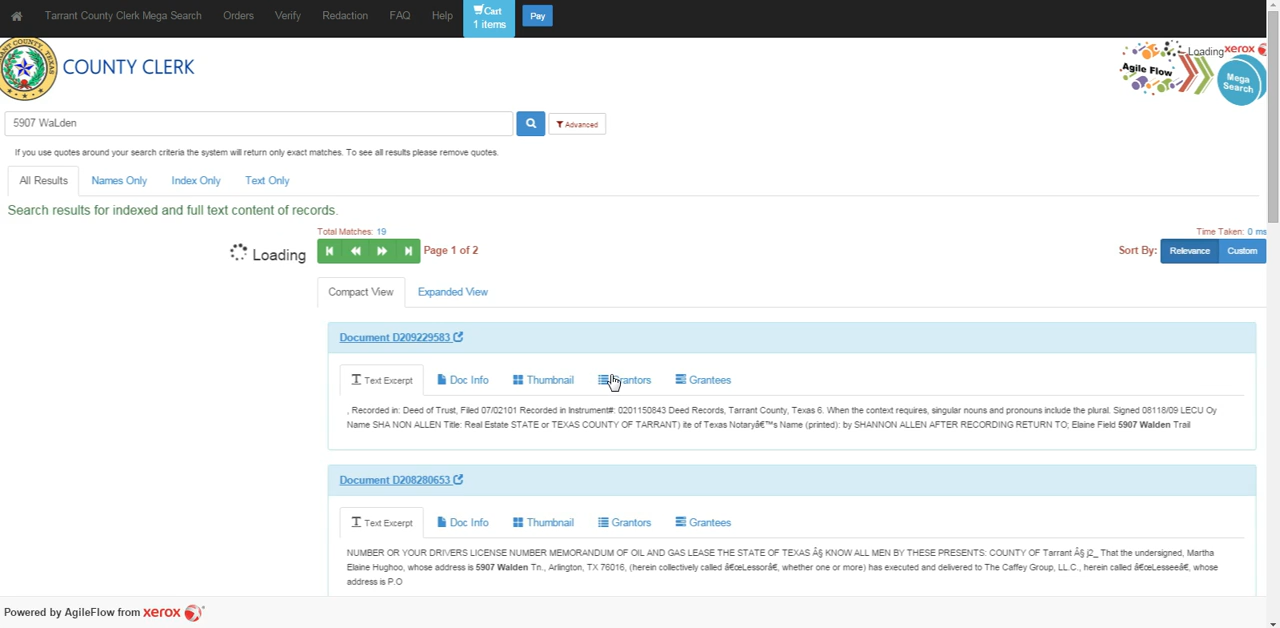 Tarrant County Clerk Mega Search Orders Verify Redaction FAQ Help Cart 1 items Pay
COUNTY CLERK
Agile Flow Loading xerox Mega Search
5907 WaLden Advanced
If you use quotes around your search criteria the system will return only exact matches. To see all results please remove quotes.
All Results Names Only Index Only Text Only
Search results for indexed and full text content of records.
Total Matches: 19 Time Taken: 0 ms
Loading Page 1 of 2 Sort By: Relevance Custom
Compact View Expanded View
Document D209229583
Text Excerpt Doc Info Thumbnail Grantors Grantees
, Recorded in: Deed of Trust, Filed 07/02101 Recorded in Instrument#: 0201150843 Deed Records, Tarrant County, Texas 6. When the context requires, singular nouns and pronouns include the plural. Signed 08118/09 LECU Oy
Name SHA NON ALLEN Title: Real Estate STATE or TEXAS COUNTY OF TARRANT) ite of Texas Notaryâ€™s Name (printed): by SHANNON ALLEN AFTER RECORDING RETURN TO; Elaine Field 5907 Walden Trail
Document D208280653
Text Excerpt Doc Info Thumbnail Grantors Grantees
NUMBER OR YOUR DRIVERS LICENSE NUMBER MEMORANDUM OF OIL AND GAS LEASE THE STATE OF TEXAS Â§ KNOW ALL MEN BY THESE PRESENTS: COUNTY OF Tarrant Â§ j2_ That the undersigned, Martha
Elaine Hughoo, whose address is 5907 Walden Tn., Arlington, TX 76016, (herein collectively called â€œLessorâ€, whether one or more) has executed and delivered to The Caffey Group, LL.C., herein called â€œLesseeâ€, whose
address is P.O
Powered by AgileFlow from xerox